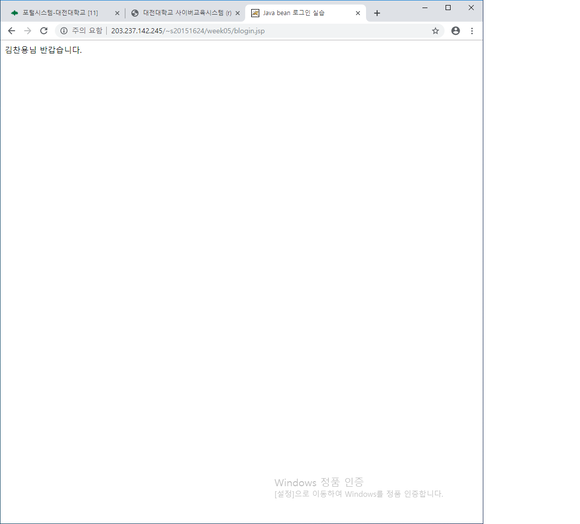 포털시스템-대전대학교 [11]
대전대학교 사이버교육시스템 (r)
Java bean 로그인 실습
주의 요함 | 203.237.142.245/~s20151624/week05/blogin.jsp
김찬용님 반갑습니다.
Windows 정품 인증
[설정]으로 이동하여 Windows를 정품 인증합니다.